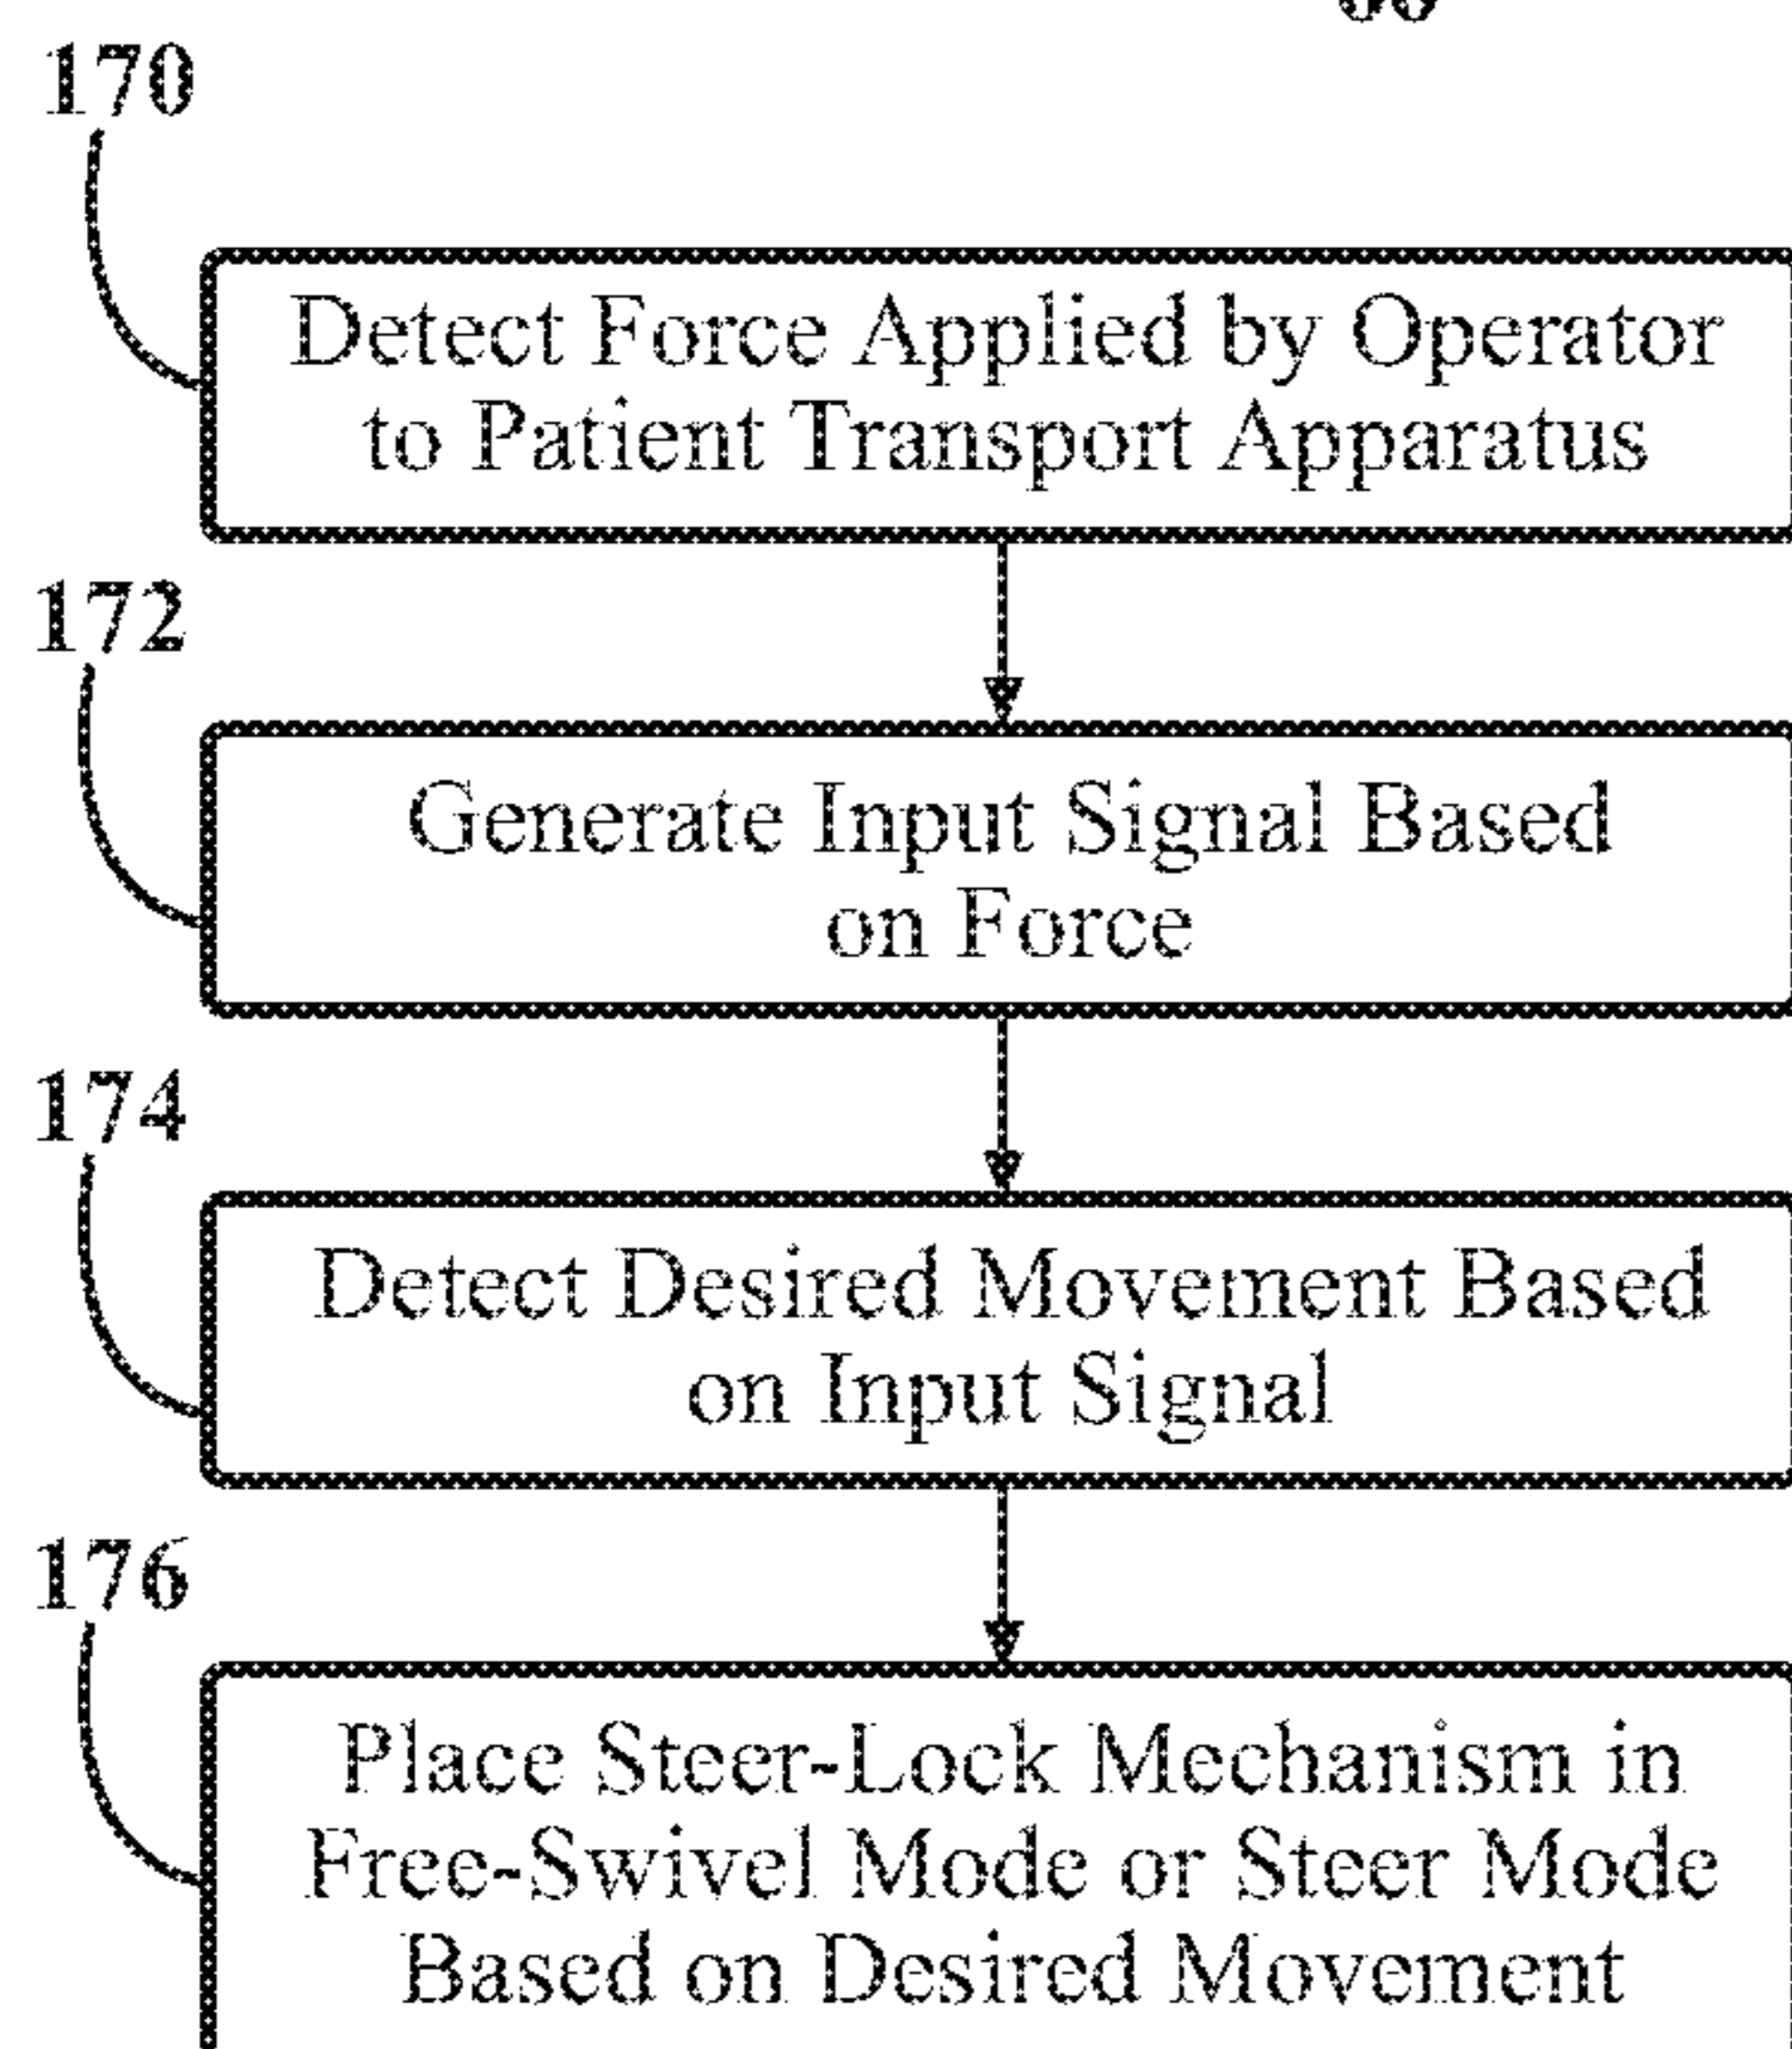 170
Detect Force Applied by Operator
to Patient Transport Apparatus
172
Generate Input Signal Based
on Force
174
Detect Desired Movement Based
on Input Signal
176
Place Steer-Lock Mechanism in
Free-Swivel Mode or Steer Mode
Based on Desired Movement